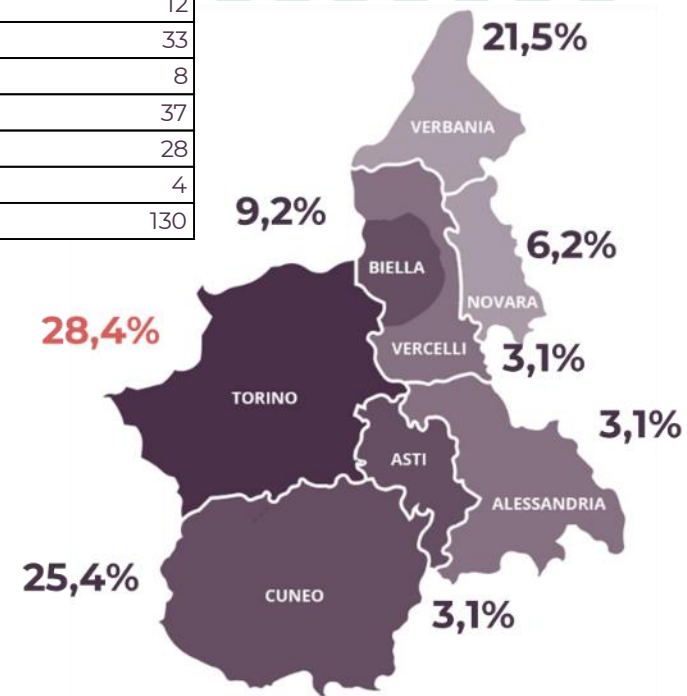 12
33
8
37
28
4
130
21,5%
VERBANIA
9,2%
6,2%
BIELLA
NOVARA
28,4%
VERCELLI
3,1%
TORINO
3,1%
ASTI
ALESSANDRIA
25,4%
CUNEO
3,1%